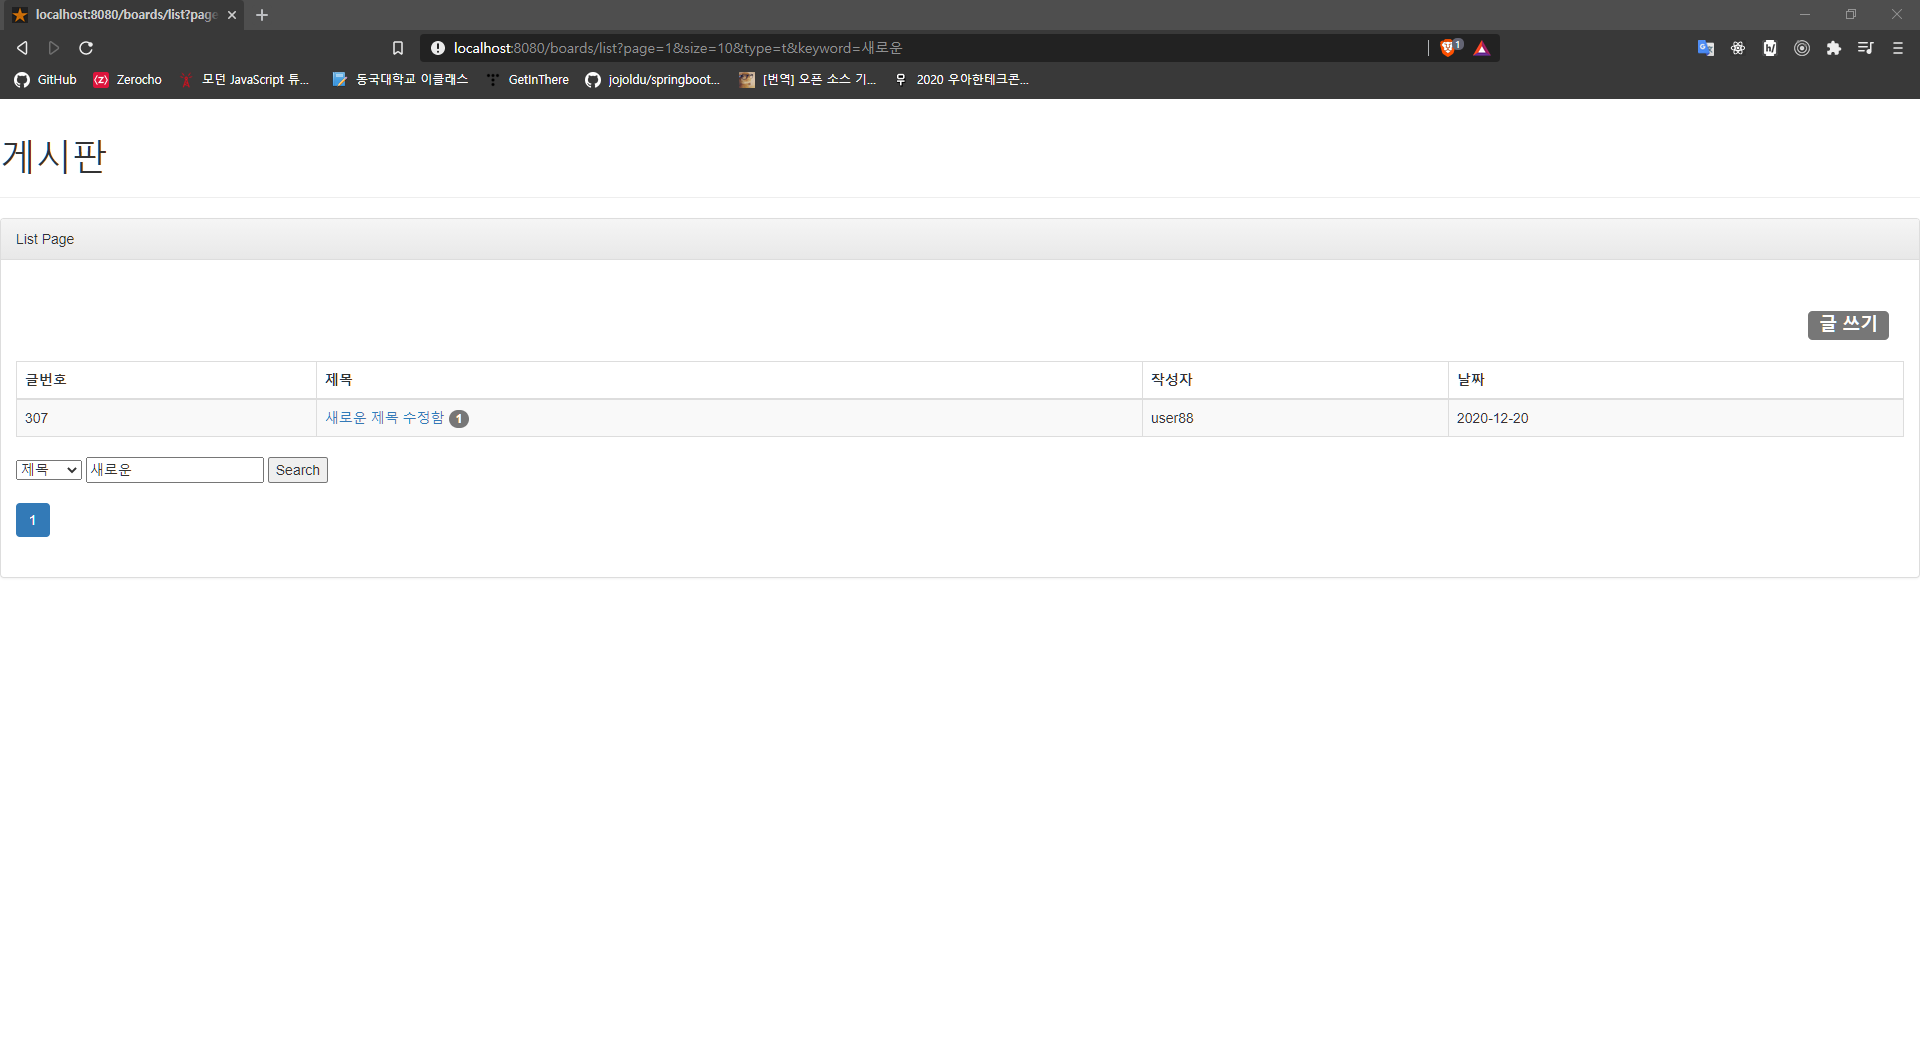 localhost:8080/boards/list?page
localhost:8080/boards/list?page=1&size=10&type=t&keyword=새로운
1
GitHub
Zerocho
모던 JavaScript 튜...
동국대학교 이클래스
GetInThere
jojoldu/springboot...
[번역] 오픈 소스 기...
2020 우아한테크콘...
게시판
List Page
글 쓰기
글번호 제목 작성자 날짜
307 새로운 제목 수정함 1 user88 2020-12-20
제목 새로운 Search
1